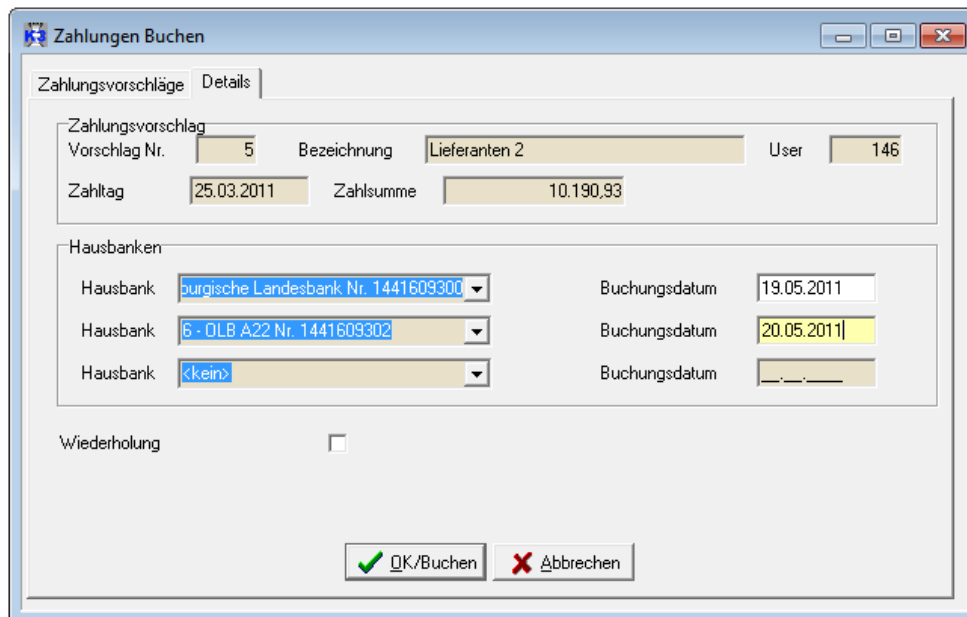 K3 Zahlungen Buchen
Zahlungsvorschläge Details
Zahlungsvorschlag
Vorschlag Nr. 5 Bezeichnung Lieferanten 2 User 146
Zahltag 25.03.2011 Zahlsumme 10.190,93
Hausbanken
Hausbank burgische Landesbank Nr. 1441609300 Buchungsdatum 19.05.2011
Hausbank 6 - OLB A22 Nr. 1441609302 Buchungsdatum 20.05.2011
Hausbank <kein> Buchungsdatum __.__.____
Wiederholung
OK/Buchen Abbrechen